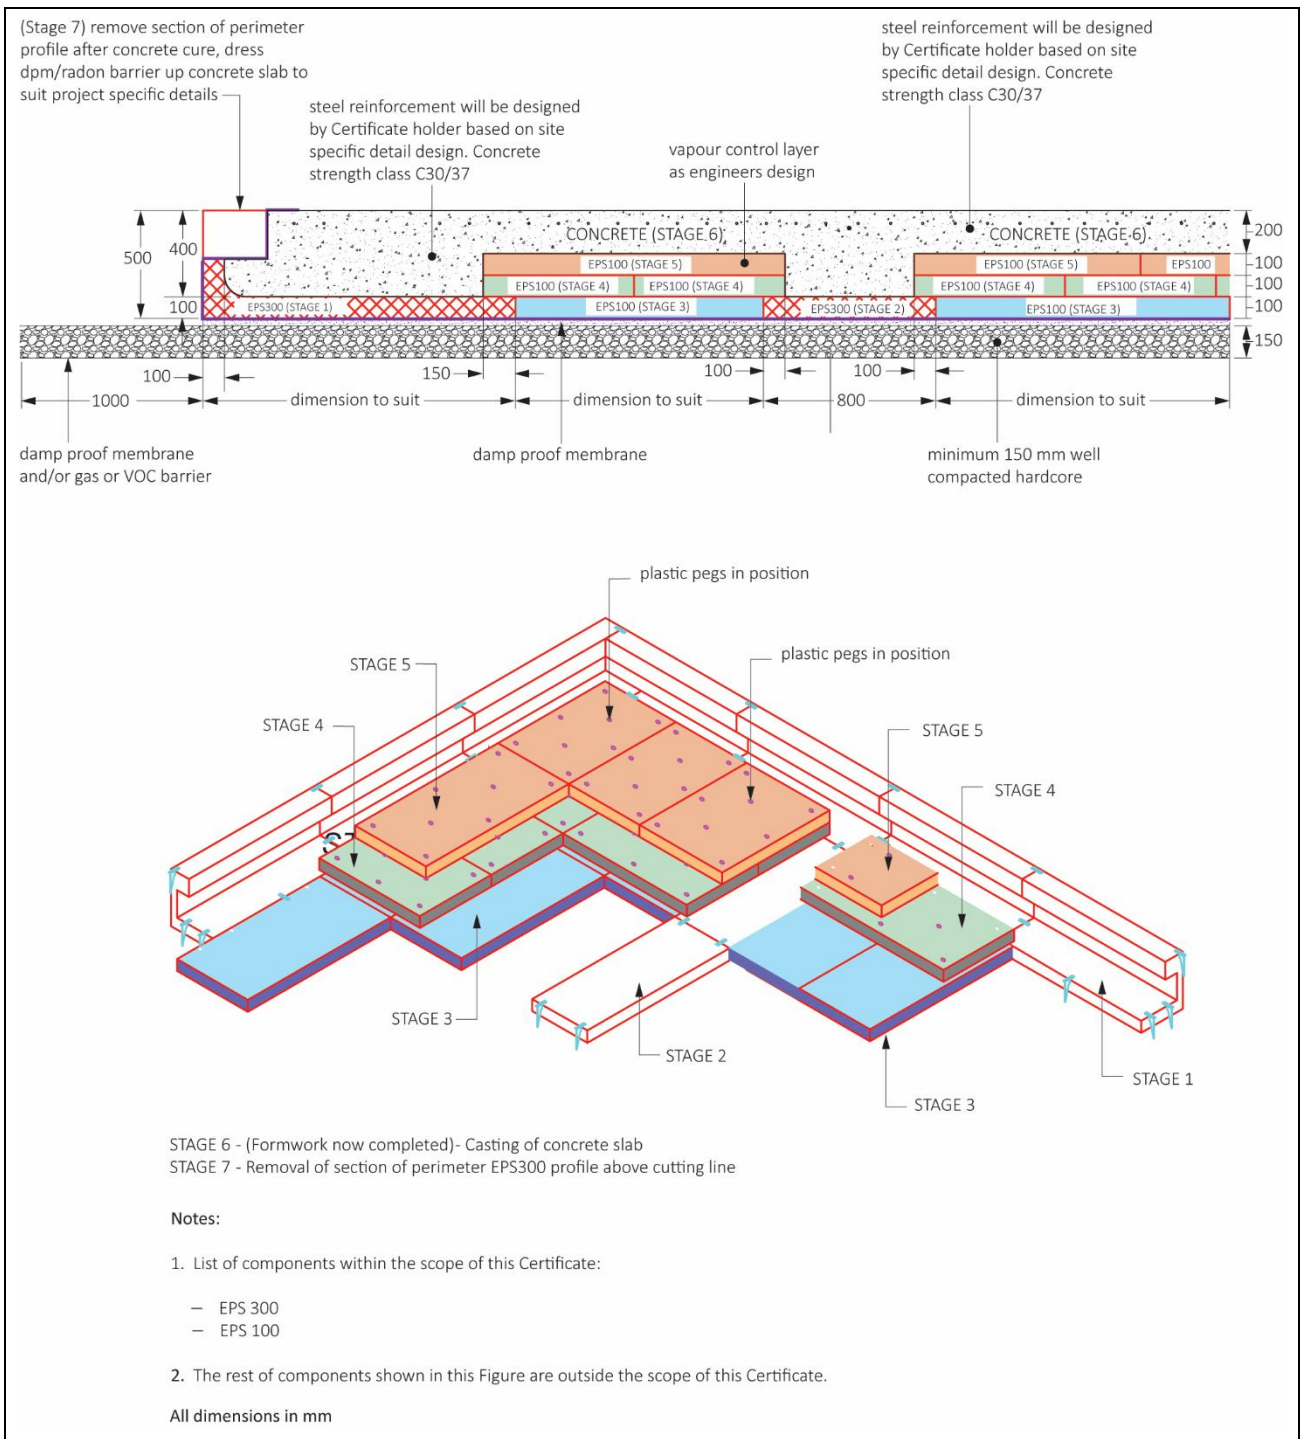 (Stage 7) remove section of perimeter
profile after concrete cure, dress
dpm/radon barrier up concrete slab to
suit project specific details
steel reinforcement will be designed
by Certificate holder based on site
specific detail design. Concrete
strength class C30/37
vapour control layer
as engineers design
steel reinforcement will be designed
by Certificate holder based on site
specific detail design. Concrete
strength class C30/37
500
400
100
CONCRETE (STAGE 6)
CONCRETE (STAGE 6)
200
EPS100 (STAGE 5)
EPS100 (STAGE 5)
EPS100
100
EPS100 (STAGE 4)
EPS100 (STAGE 4)
EPS100 (STAGE 4)
EPS100 (STAGE 4)
100
EPS300 (STAGE 1)
EPS100 (STAGE 3)
EPS300 (STAGE 2)
EPS100 (STAGE 3)
100
150
100
150
100
100
1000
dimension to suit
dimension to suit
800
dimension to suit
damp proof membrane
and/or gas or VOC barrier
damp proof membrane
minimum 150 mm well
compacted hardcore
plastic pegs in position
plastic pegs in position
STAGE 5
STAGE 4
STAGE 5
STAGE 4
STAGE 3
STAGE 2
STAGE 1
STAGE 3
STAGE 6 - (Formwork now completed)- Casting of concrete slab
STAGE 7 - Removal of section of perimeter EPS300 profile above cutting line
Notes:
1. List of components within the scope of this Certificate:
– EPS 300
– EPS 100
2. The rest of components shown in this Figure are outside the scope of this Certificate.
All dimensions in mm